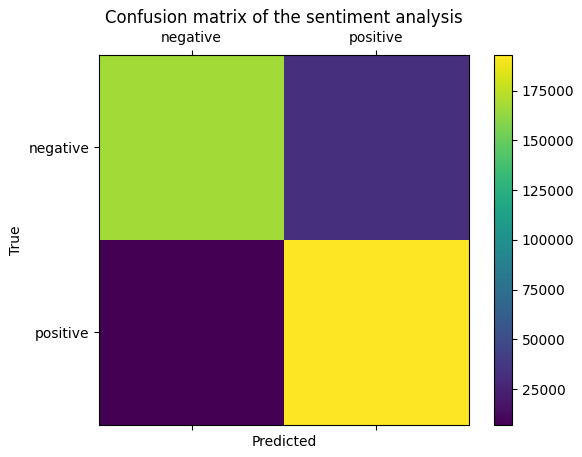 Confusion matrix of the sentiment analysis
negative positive
negative
positive
True
Predicted
175000
150000
125000
100000
75000
50000
25000